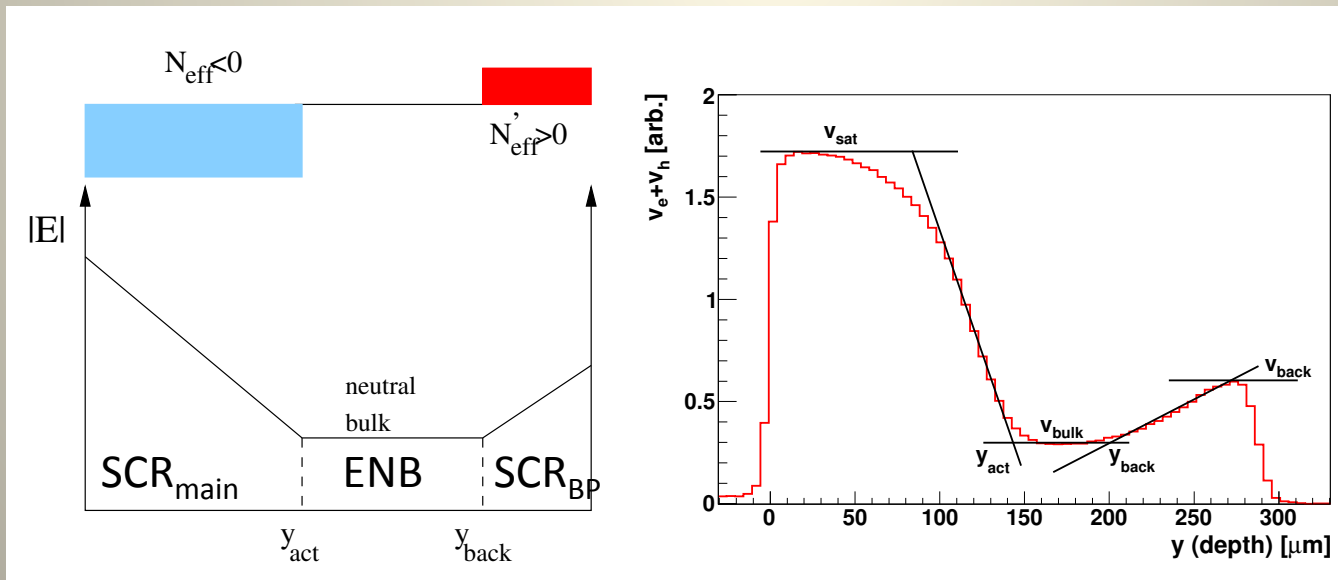 N_eff<0
N'_eff>0
|E|
neutral
bulk
SCR_main
ENB
SCR_BP
y_act
y_back
v_e+v_h [arb.]
2
1.5
1
0.5
0
v_sat
v_back
v_bulk
y_act
y_back
0 50 100 150 200 250 300
y (depth) [μm]